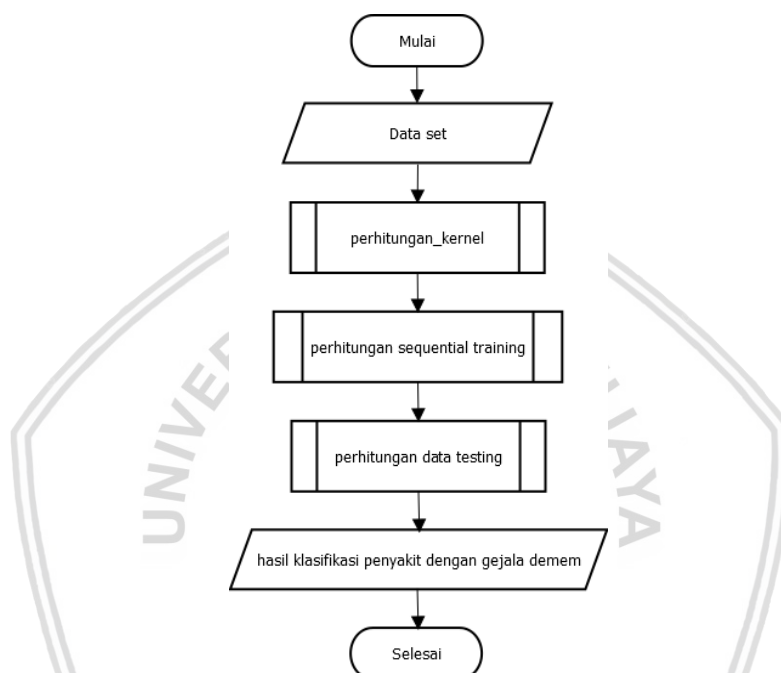 Mulai
Data set
perhitungan_kernel
perhitungan sequential training
perhitungan data testing
hasil klasifikasi penyakit dengan gejala demem
Selesai